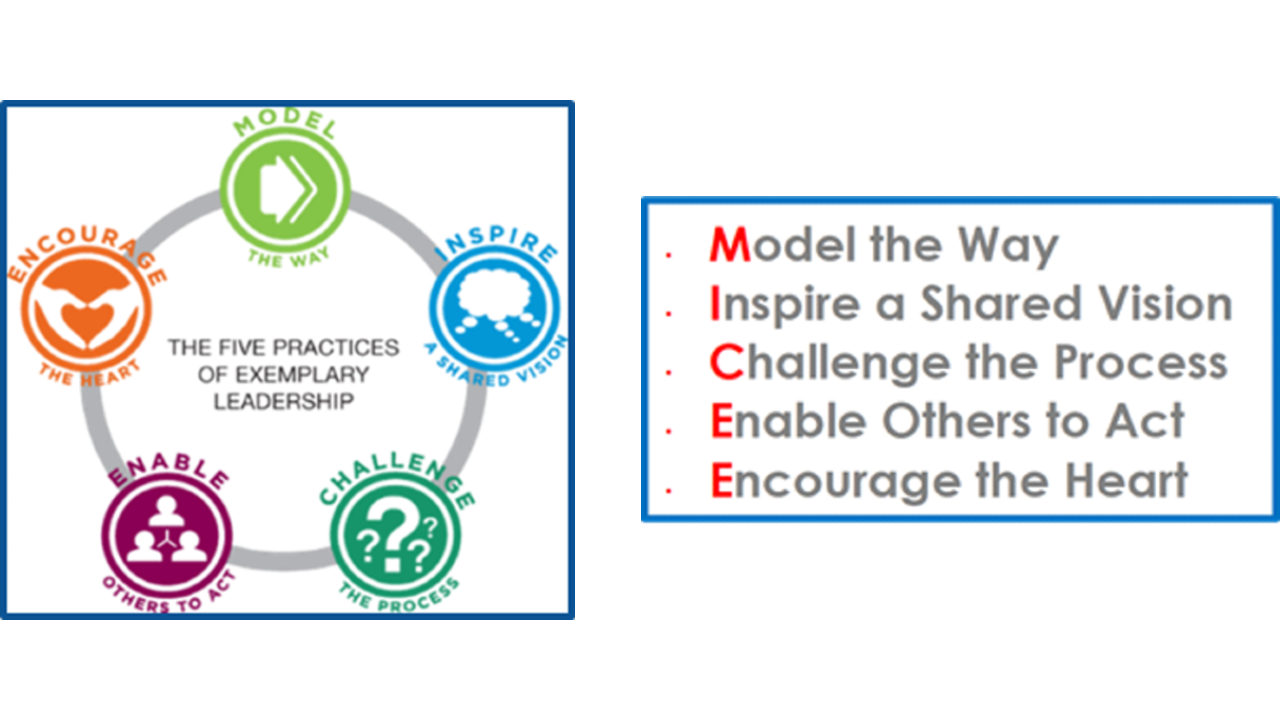 MODEL
THE WAY
INSPIRE
A SHARED VISION
CHALLENGE
THE PROCESS
ENABLE
OTHERS TO ACT
ENCOURAGE
THE HEART
THE FIVE PRACTICES
OF EXEMPLARY
LEADERSHIP
? ? ? ?
· Model the Way
· Inspire a Shared Vision
· Challenge the Process
· Enable Others to Act
· Encourage the Heart